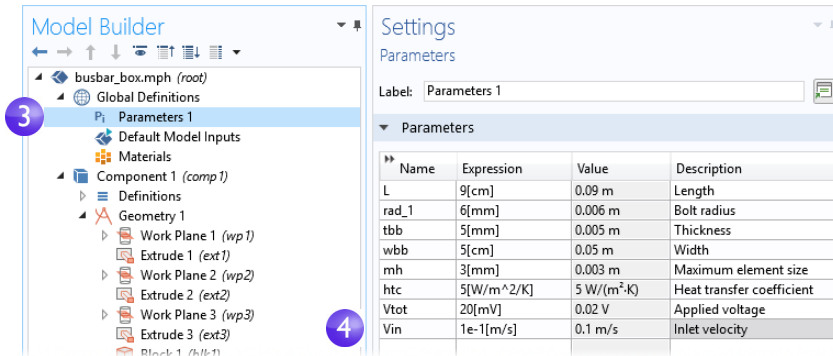 Model Builder
busbar_box.mph (root)
Global Definitions
3
Pi Parameters 1
Default Model Inputs
Materials
Component 1 (comp1)
Definitions
Geometry 1
Work Plane 1 (wp1)
Extrude 1 (ext1)
Work Plane 2 (wp2)
Extrude 2 (ext2)
Work Plane 3 (wp3)
Extrude 3 (ext3)
Block 1 (blk1)
4
Settings
Parameters
Label: Parameters 1
Parameters
Name Expression Value Description
L 9[cm] 0.09 m Length
rad_1 6[mm] 0.006 m Bolt radius
tbb 5[mm] 0.005 m Thickness
wbb 5[cm] 0.05 m Width
mh 3[mm] 0.003 m Maximum element size
htc 5[W/m^2/K] 5 W/(m²·K) Heat transfer coefficient
Vtot 20[mV] 0.02 V Applied voltage
Vin 1e-1[m/s] 0.1 m/s Inlet velocity